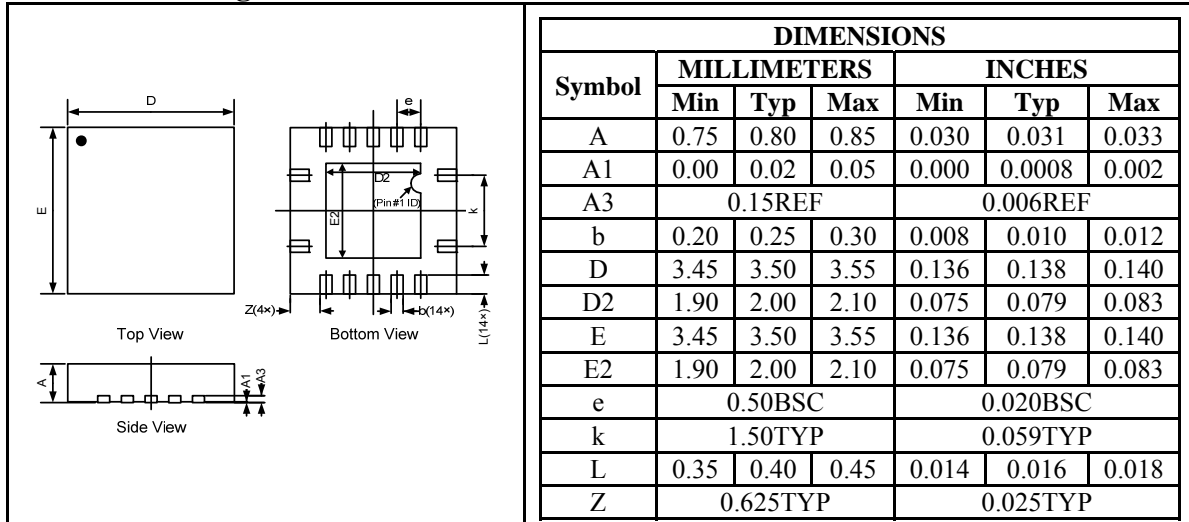 D
E
Top View
A
A1
A3
Side View
e
D2
(Pin#1 ID)
E2
k
Z(4×)
b(14×)
L(14×)
Bottom View
DIMENSIONS
Symbol MILLIMETERS INCHES
Min Typ Max Min Typ Max
A 0.75 0.80 0.85 0.030 0.031 0.033
A1 0.00 0.02 0.05 0.000 0.0008 0.002
A3 0.15REF 0.006REF
b 0.20 0.25 0.30 0.008 0.010 0.012
D 3.45 3.50 3.55 0.136 0.138 0.140
D2 1.90 2.00 2.10 0.075 0.079 0.083
E 3.45 3.50 3.55 0.136 0.138 0.140
E2 1.90 2.00 2.10 0.075 0.079 0.083
e 0.50BSC 0.020BSC
k 1.50TYP 0.059TYP
L 0.35 0.40 0.45 0.014 0.016 0.018
Z 0.625TYP 0.025TYP